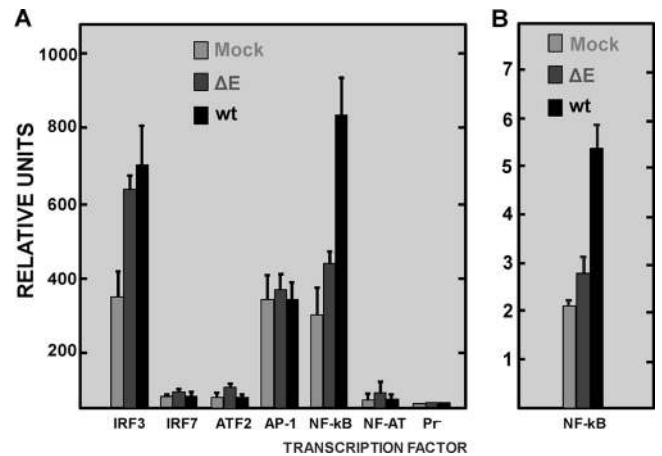 A
B
Mock
ΔE
wt
RELATIVE UNITS
1000
800
600
400
200
IRF3 IRF7 ATF2 AP-1 NF-kB NF-AT Pr-
TRANSCRIPTION FACTOR
Mock
ΔE
wt
7
6
5
4
3
2
1
NF-kB